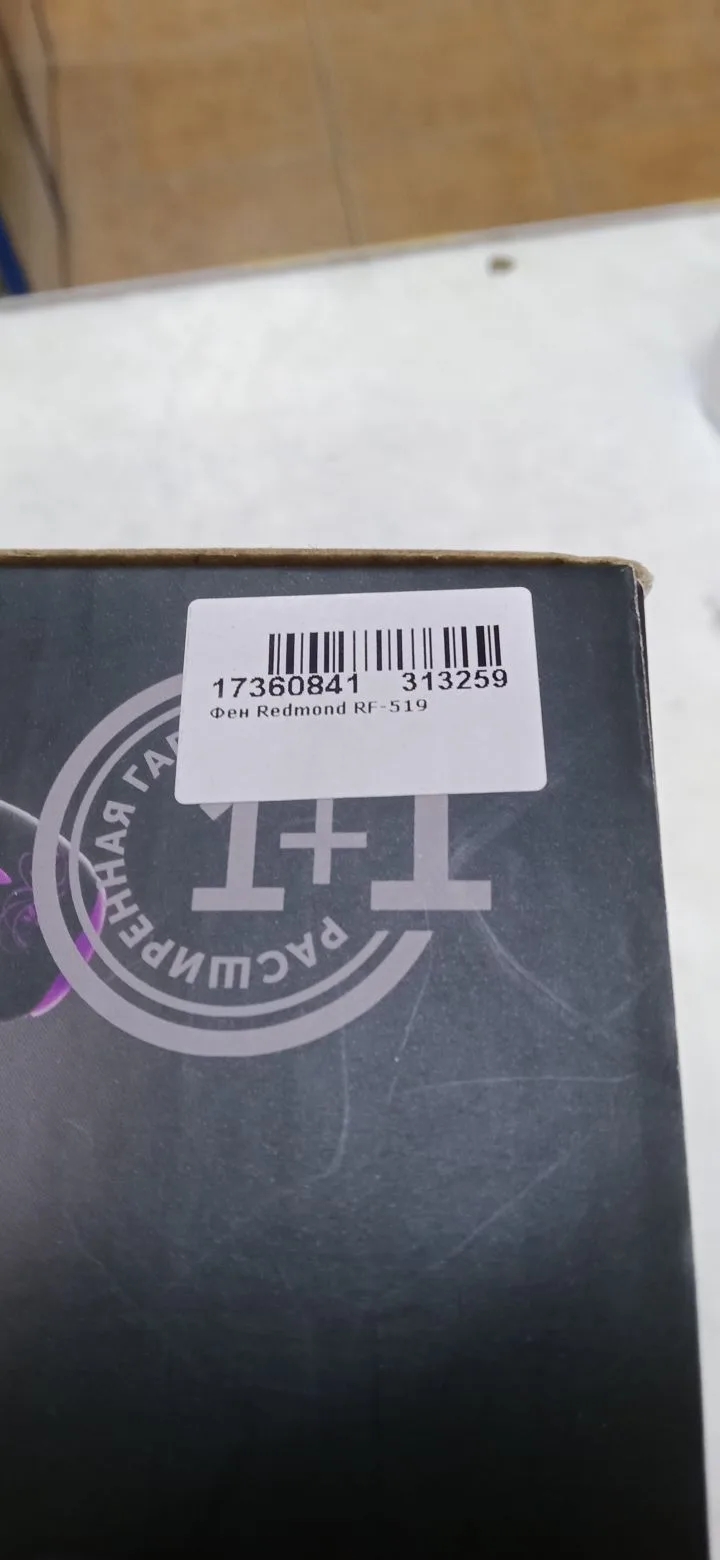 17360841 313259
Фен Redmond RF-519
РАСШИРЕННАЯ
1+1